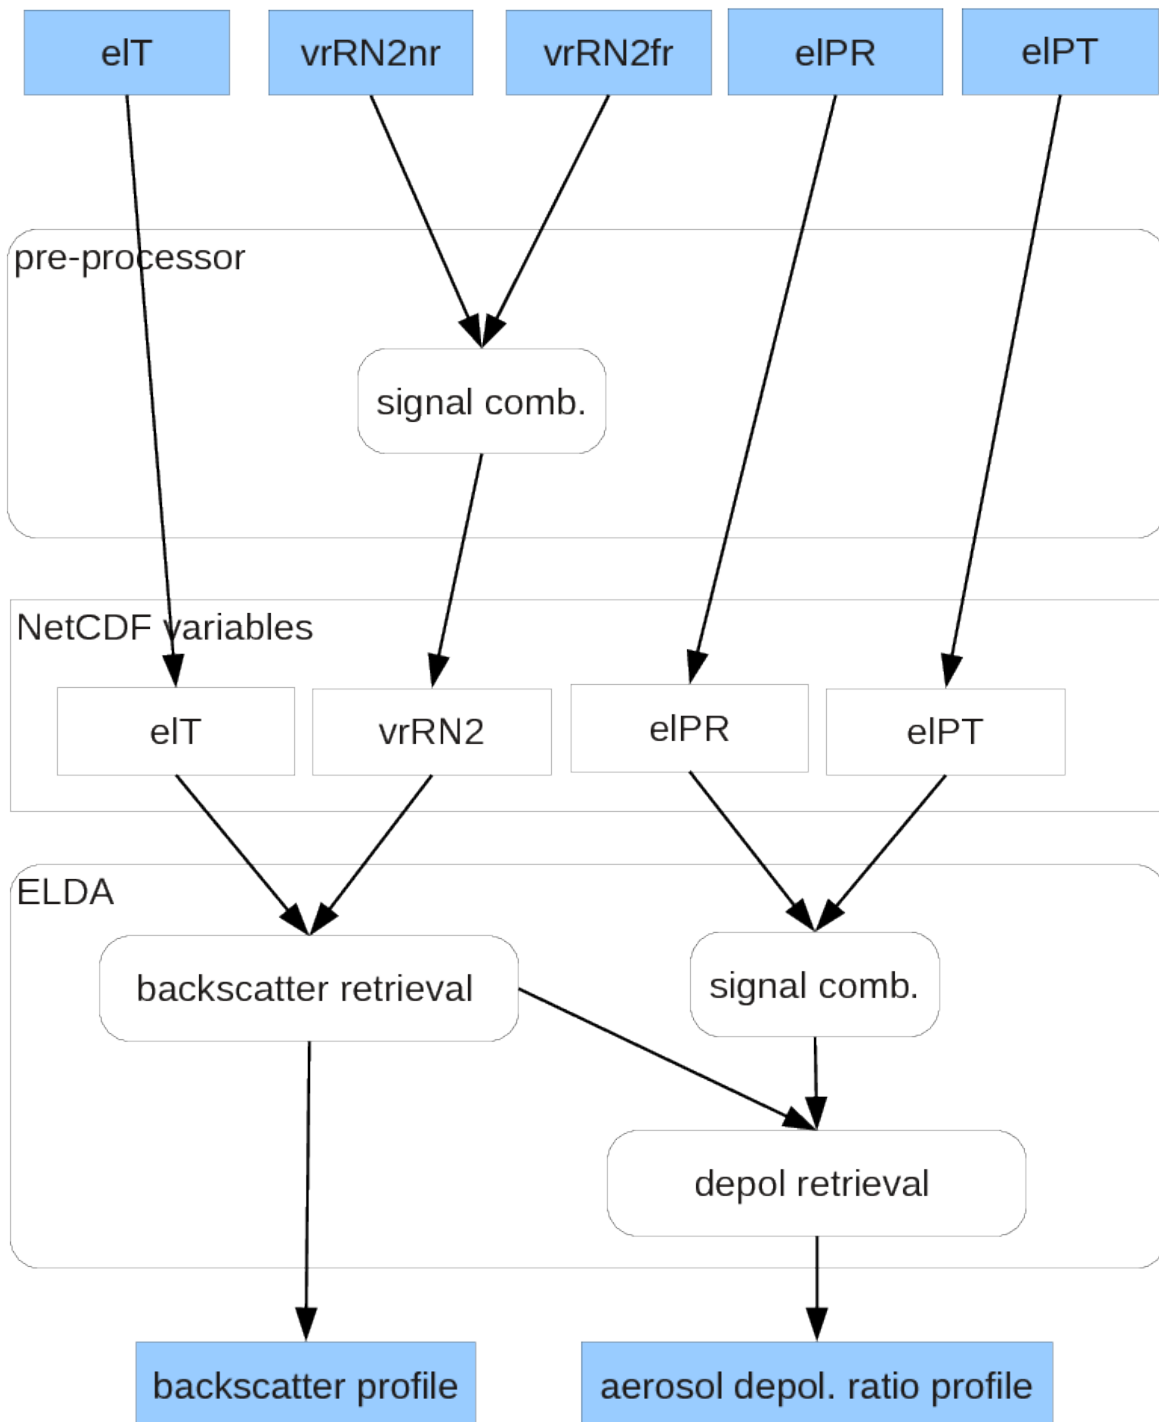 elT
vrRN2nr
vrRN2fr
elPR
elPT
pre-processor
signal comb.
NetCDF variables
elT
vrRN2
elPR
elPT
ELDA
backscatter retrieval
signal comb.
depol retrieval
backscatter profile
aerosol depol. ratio profile